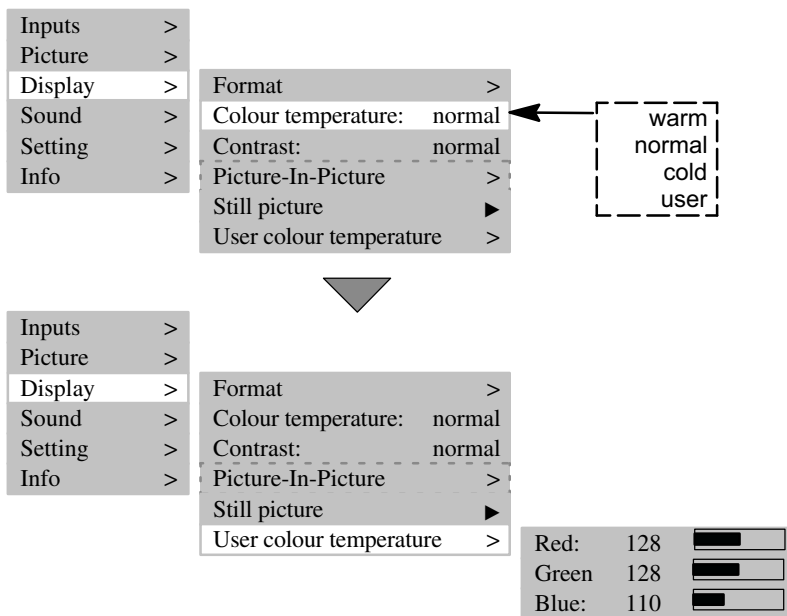 Inputs >
Picture >
Display >
Sound >
Setting >
Info >
Format >
Colour temperature: normal
Contrast: normal
Picture-In-Picture >
Still picture ▶
User colour temperature >
warm
normal
cold
user
Inputs >
Picture >
Display >
Sound >
Setting >
Info >
Format >
Colour temperature: normal
Contrast: normal
Picture-In-Picture >
Still picture ▶
User colour temperature >
Red: 128
Green 128
Blue: 110